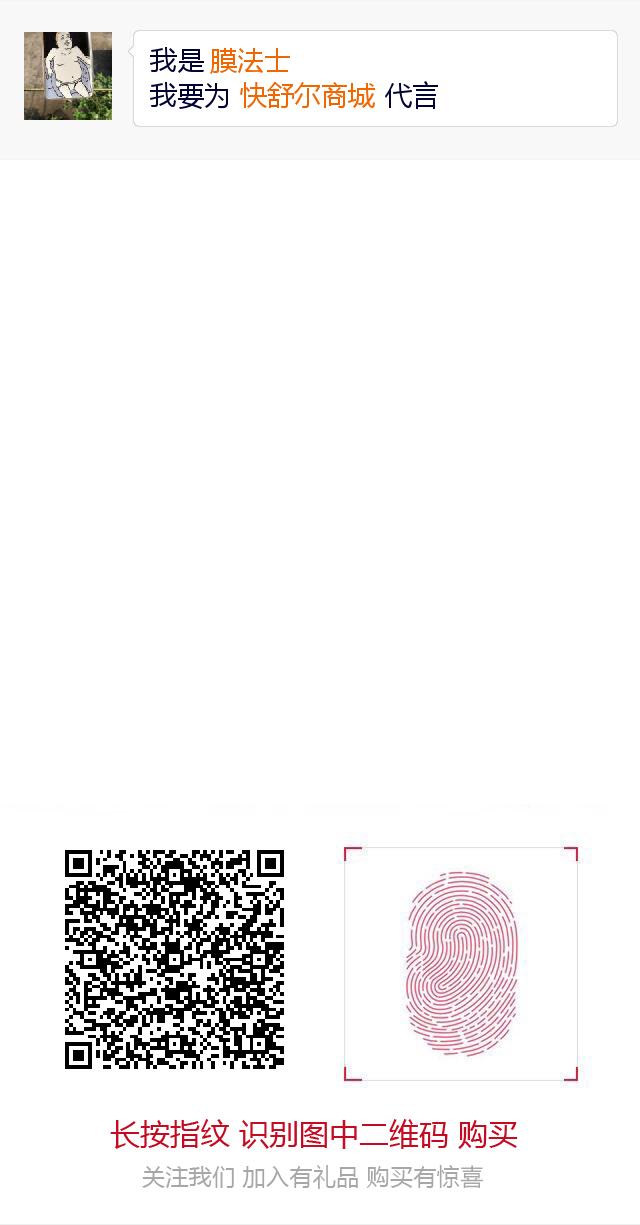 我是 膜法士
我要为 快舒尔商城 代言
长按指纹 识别图中二维码 购买
关注我们 加入有礼品 购买有惊喜